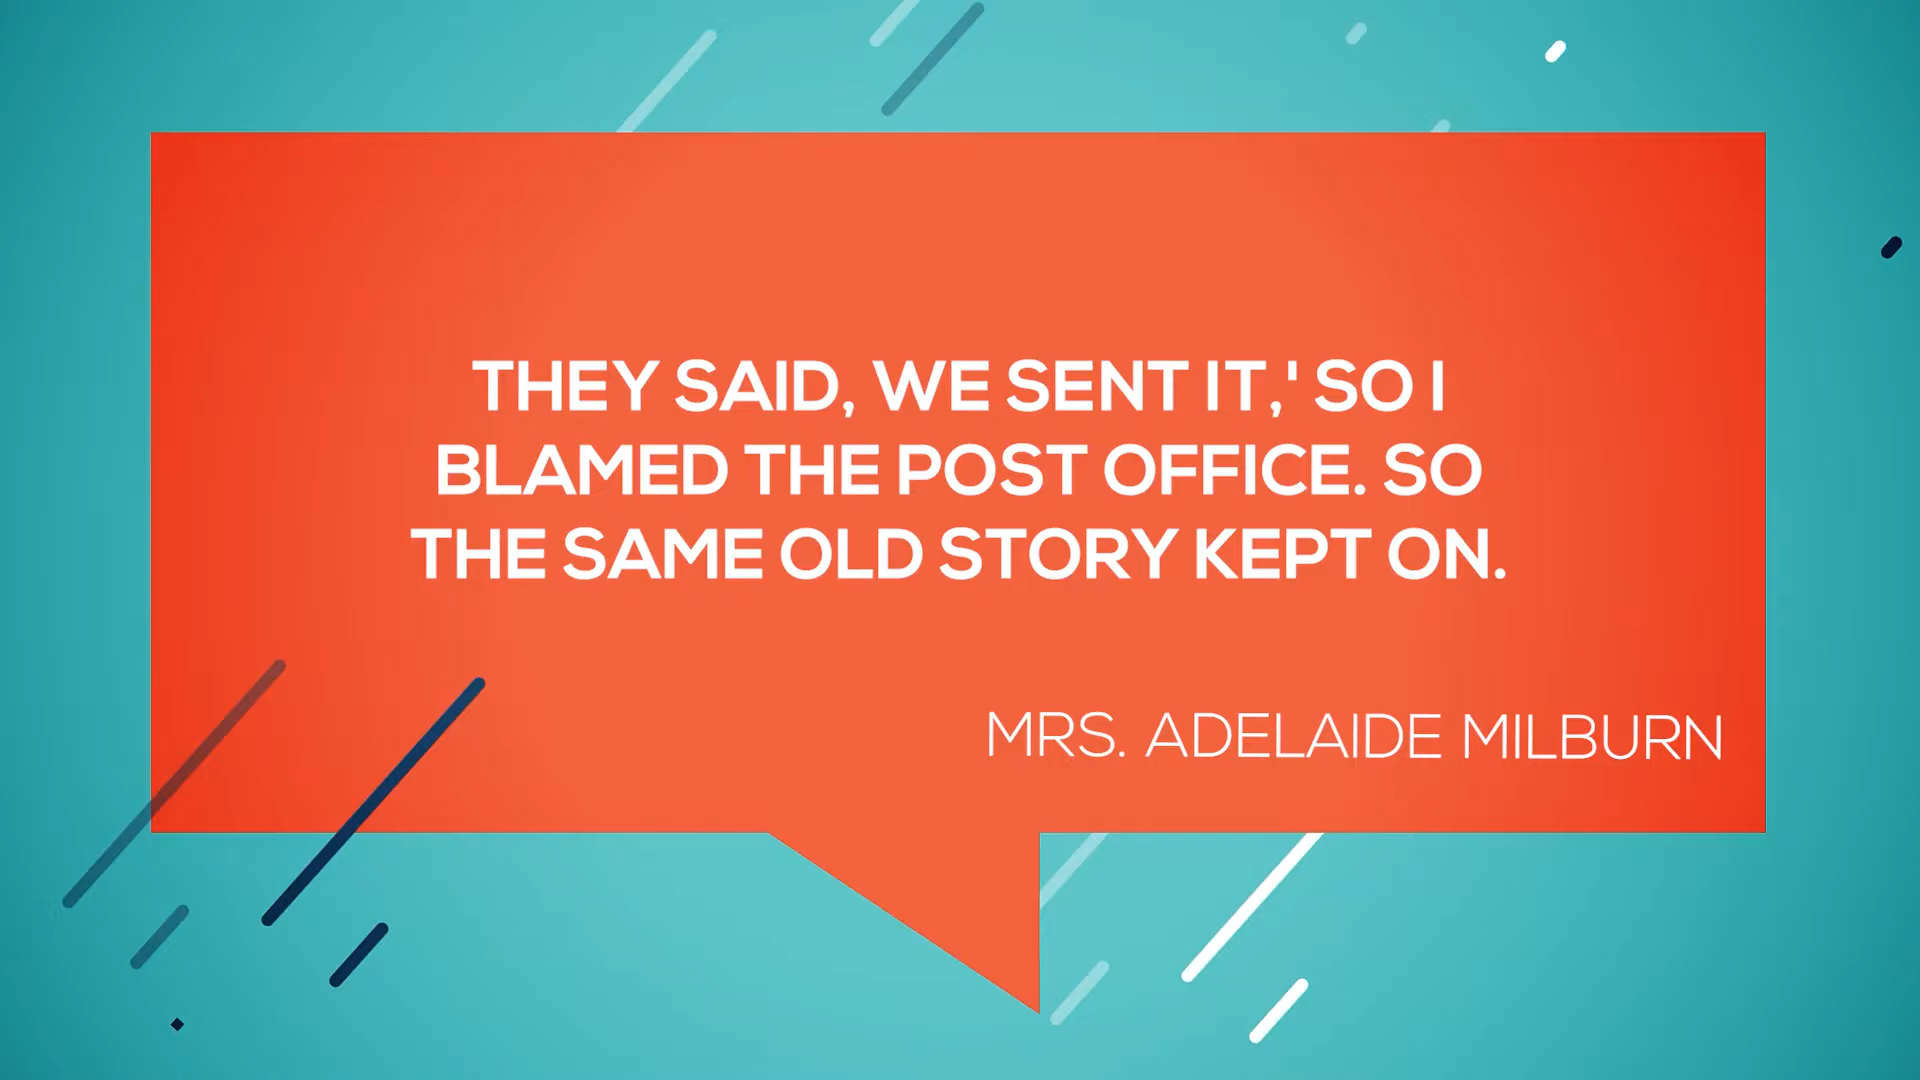 THEY SAID, WE SENT IT,' SO I
BLAMED THE POST OFFICE. SO
THE SAME OLD STORY KEPT ON.
MRS. ADELAIDE MILBURN